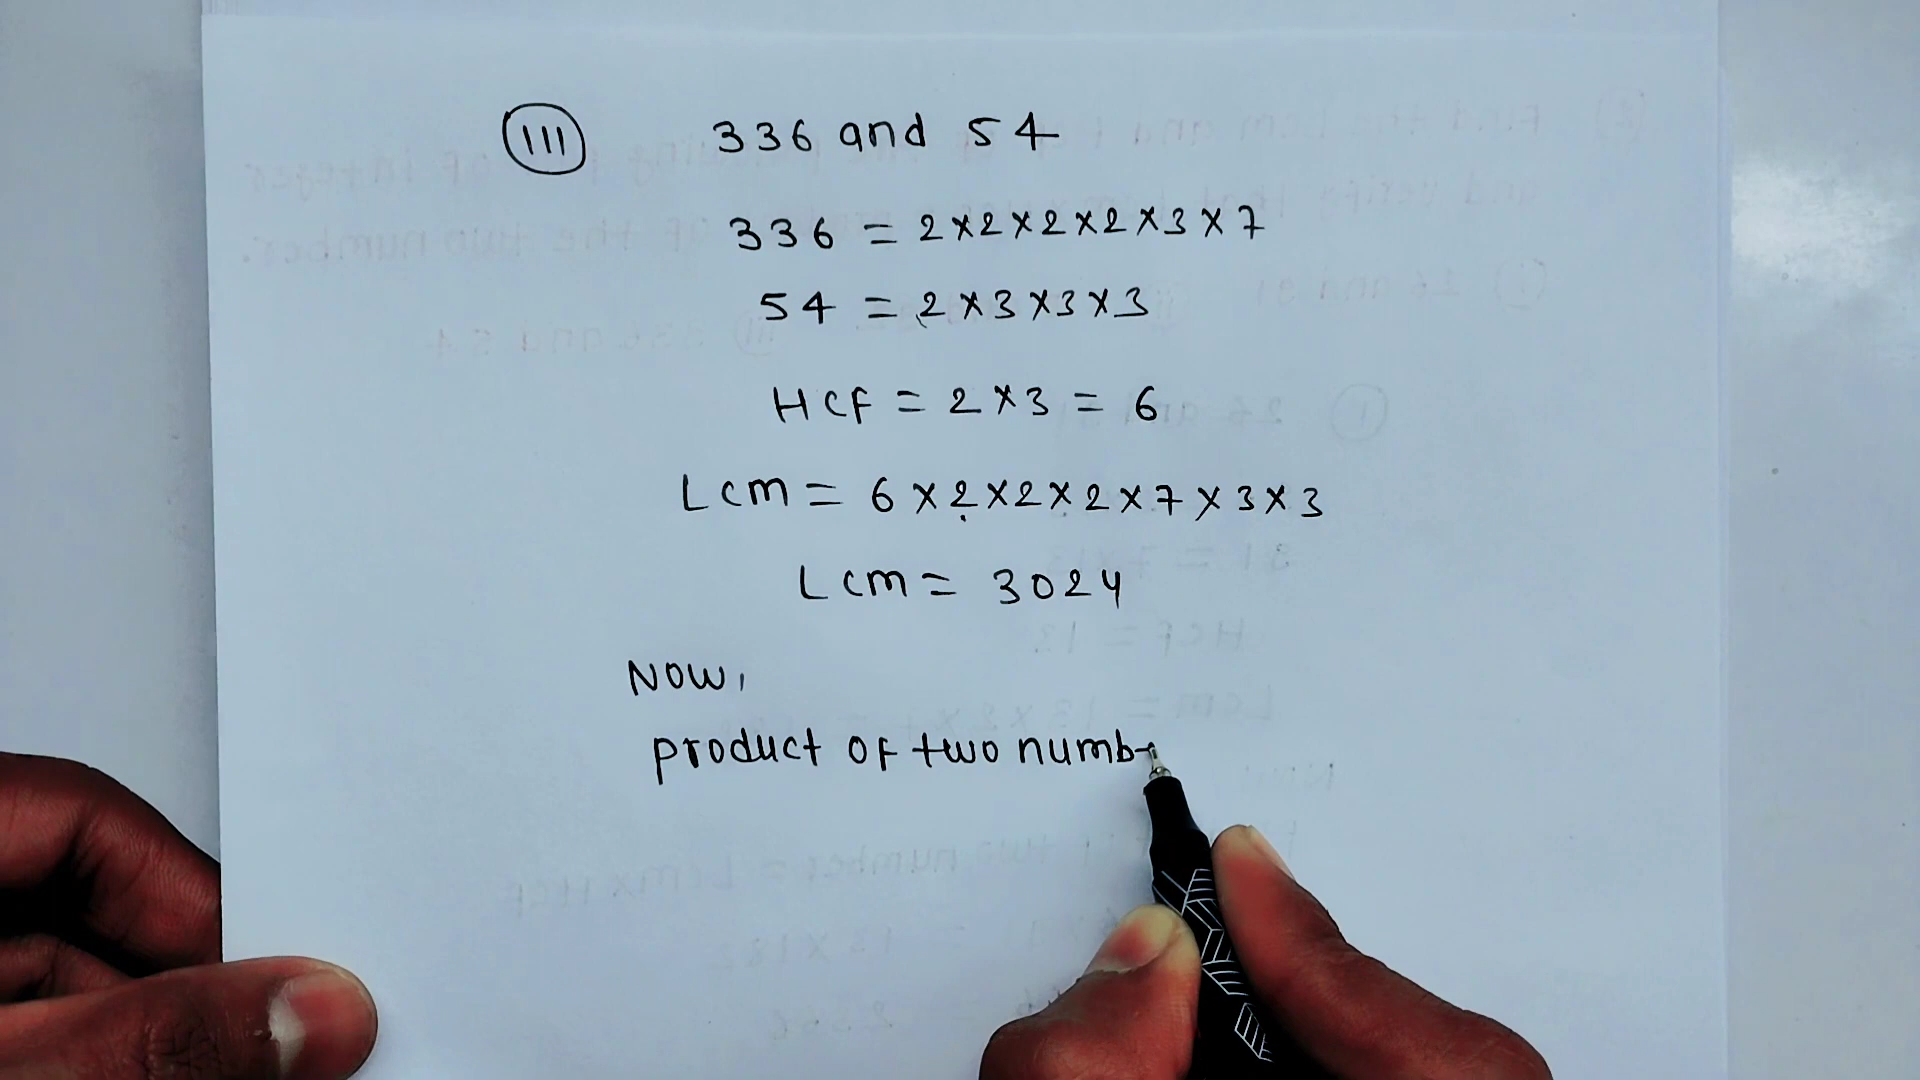 III 336 and 54
336 = 2×2×2×2×3×7
54 = 2×3×3×3
HCF = 2×3 = 6
Lcm = 6×2×2×2×7×3×3
Lcm = 3024
Now,
product of two numb